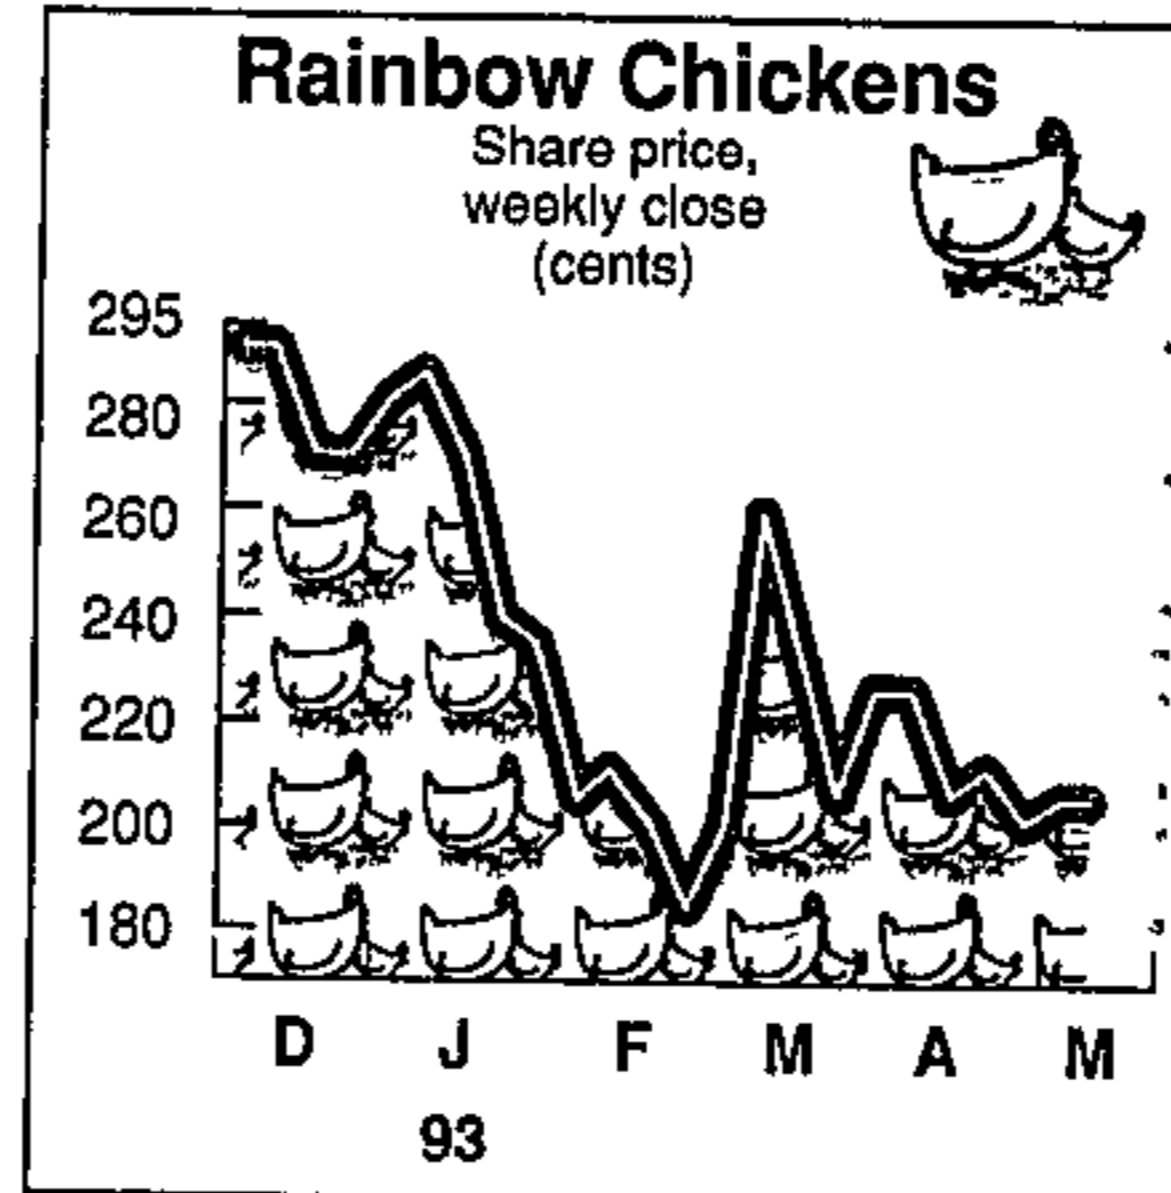 Rainbow Chickens
Share price,
weekly close
(cents)
295
280
260
240
220
200
180
D J F M A M
93